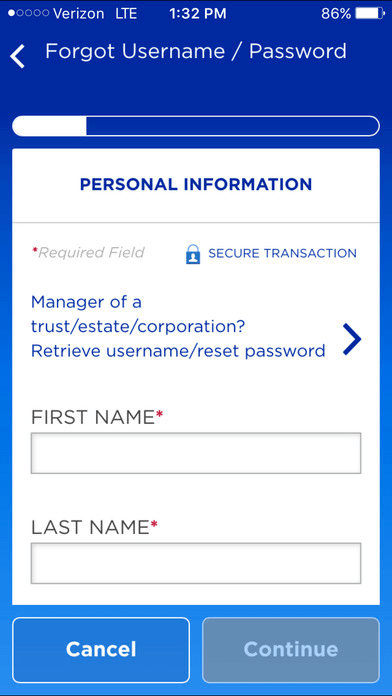 Verizon LTE 1:32 PM 86%
Forgot Username / Password
PERSONAL INFORMATION
*Required Field SECURE TRANSACTION
Manager of a
trust/estate/corporation?
Retrieve username/reset password
FIRST NAME*
LAST NAME*
Cancel Continue